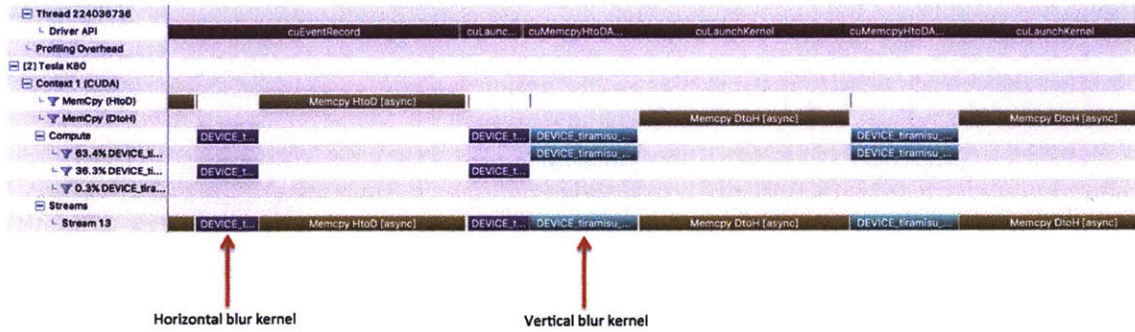 Thread 224036736
Driver API cuEventRecord cuLaunc... cuMemcpyHtoDA... cuLaunchKernel cuMemcpyHtoDA... cuLaunchKernel
Profiling Overhead
[2] Tesla K80
Context 1 (CUDA)
MemCpy (HtoD) Memcpy HtoD [async]
MemCpy (DtoH) Memcpy DtoH [async] Memcpy DtoH [async]
Compute DEVICE_t... DEVICE_t... DEVICE_tiramisu_... DEVICE_tiramisu_...
63.4% DEVICE_ti... DEVICE_tiramisu_... DEVICE_tiramisu_...
36.3% DEVICE_ti... DEVICE_t... DEVICE_t...
0.3% DEVICE_tira...
Streams
Stream 13 DEVICE_t... Memcpy HtoD [async] DEVICE_t... DEVICE_tiramisu_... Memcpy DtoH [async] DEVICE_tiramisu_... Memcpy DtoH [async]
Horizontal blur kernel Vertical blur kernel